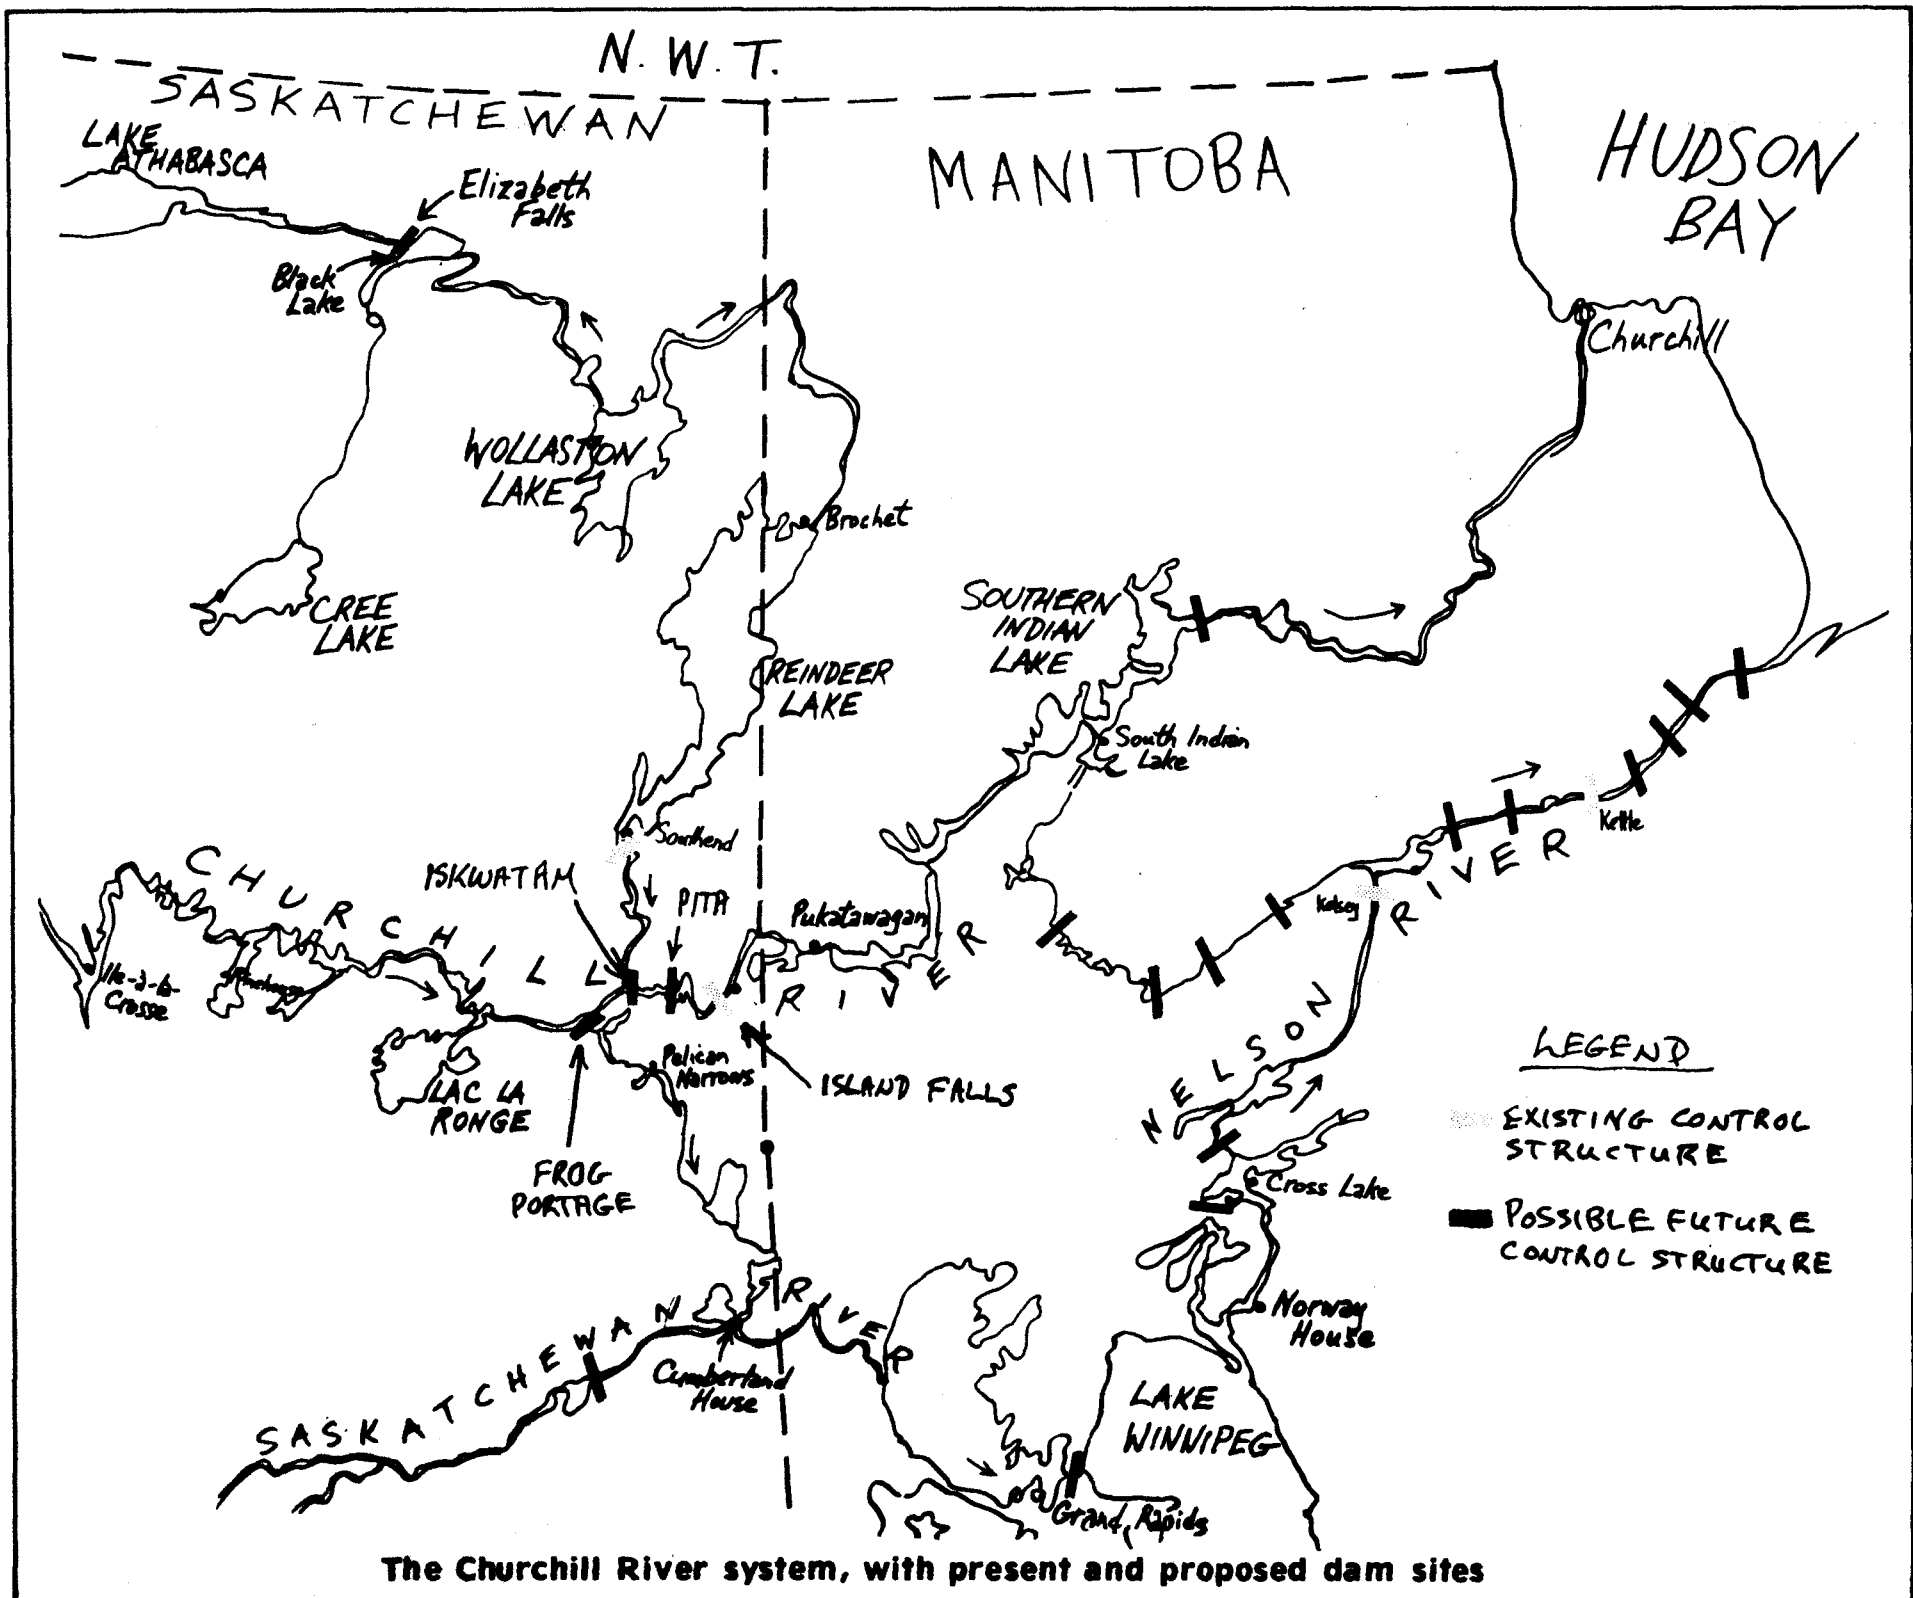 N. W. T.
SASKATCHEWAN
MANITOBA
HUDSON
BAY
LAKE
ATHABASCA
Elizabeth
Falls
Black
Lake
Churchill
WOLLASTON
LAKE
Brochet
CREE
LAKE
SOUTHERN
INDIAN
LAKE
REINDEER
LAKE
South Indian
Lake
Southend
Kettle
CHURCHILL RIVER
ISKWATAM
PITA
Pukatawagan
Kelsey
NELSON RIVER
Ile-à-la-
Crosse
Pelican
Narrows
ISLAND FALLS
LAC LA
RONGE
FROG
PORTAGE
LEGEND
EXISTING CONTROL
STRUCTURE
POSSIBLE FUTURE
CONTROL STRUCTURE
Cross Lake
Norway
House
SASKATCHEWAN RIVER
Cumberland
House
LAKE
WINNIPEG
Grand Rapids
The Churchill River system, with present and proposed dam sites